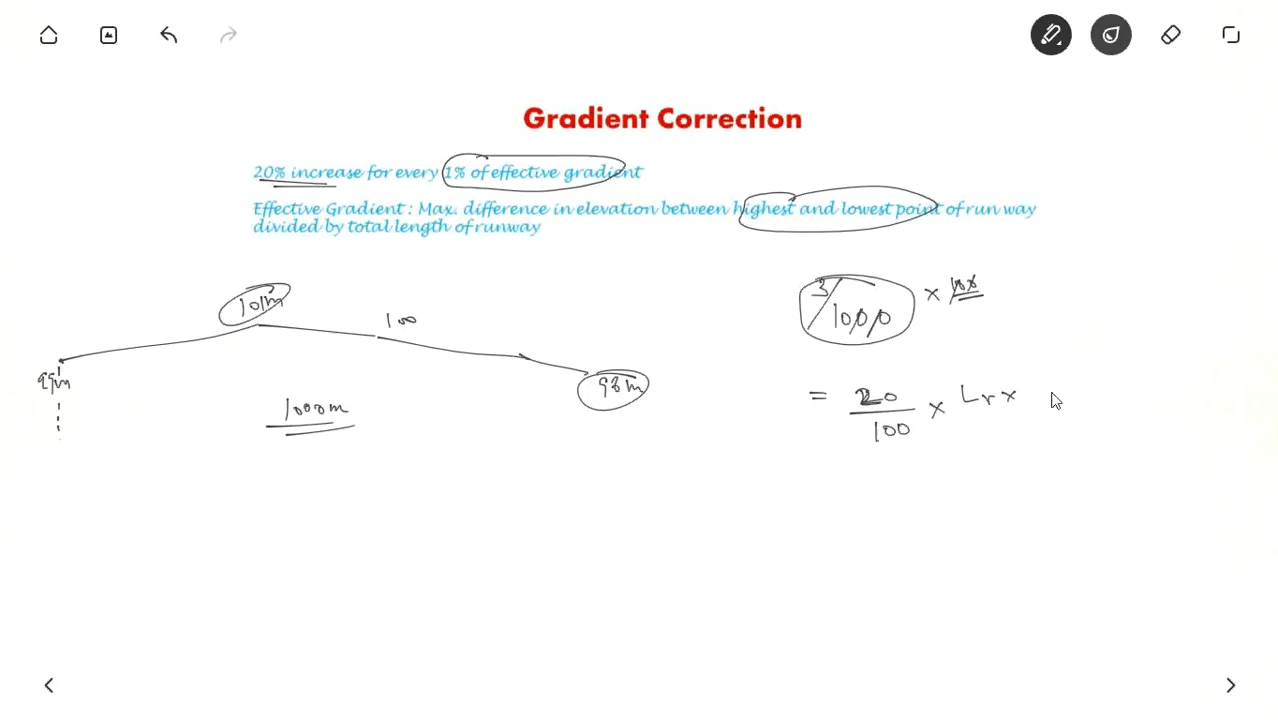 Gradient Correction
20% increase for every 1% of effective gradient
Effective Gradient : Max. difference in elevation between highest and lowest point of run way
divided by total length of runway
101m
100
99m
98m
1000m
3/1000 × 100
= 20/100 × Lr ×